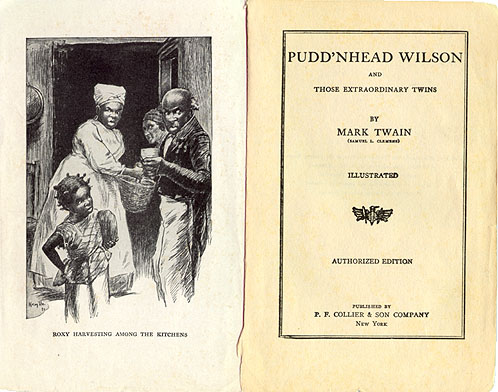 ROXY HARVESTING AMONG THE KITCHENS
PUDD'NHEAD WILSON
AND
THOSE EXTRAORDINARY TWINS
BY
MARK TWAIN
(SAMUEL L. CLEMENS)
ILLUSTRATED
AUTHORIZED EDITION
PUBLISHED BY
P. F. COLLIER & SON COMPANY
NEW YORK